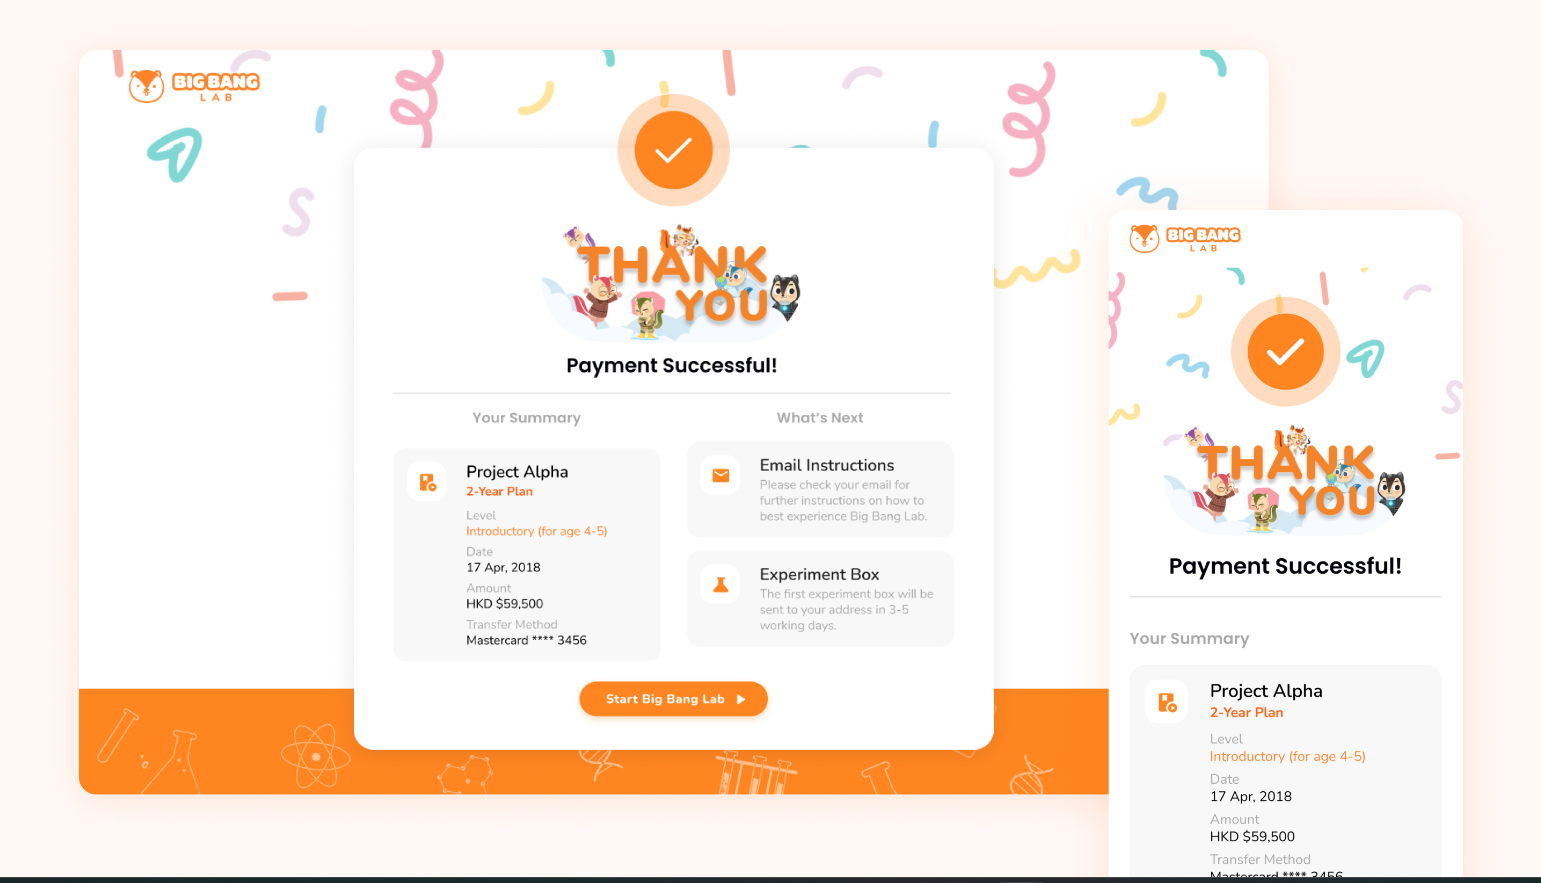 BIG BANG
LAB
THANK
YOU
Payment Successful!
Your Summary
Project Alpha
2-Year Plan
Level
Introductory (for age 4-5)
Date
17 Apr, 2018
Amount
HKD $59,500
Transfer Method
Mastercard **** 3456
What's Next
Email Instructions
Please check your email for
further instructions on how to
best experience Big Bang Lab.
Experiment Box
The first experiment box will be
sent to your address in 3-5
working days.
Start Big Bang Lab
BIG BANG
LAB
THANK
YOU
Payment Successful!
Your Summary
Project Alpha
2-Year Plan
Level
Introductory (for age 4-5)
Date
17 Apr, 2018
Amount
HKD $59,500
Transfer Method
Mastercard **** 3456